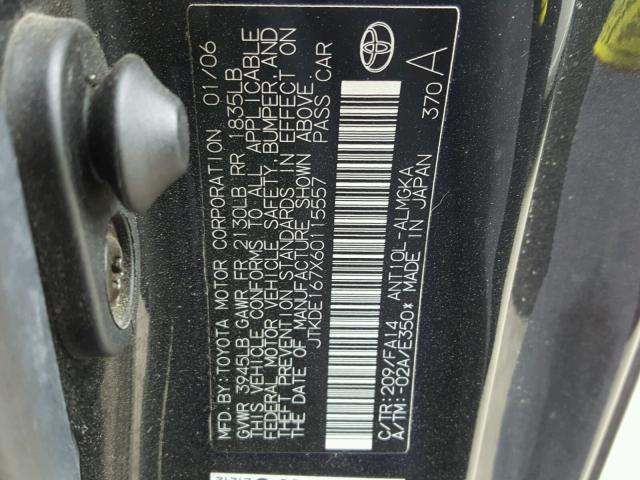 MFD.BY:TOYOTA MOTOR CORPORATION 01/06
GVWR 3945LB GAWR FR 2130LB RR 1835LB
THIS VEHICLE CONFORMS TO ALL APPLICABLE
FEDERAL MOTOR VEHICLE SAFETY, BUMPER, AND
THEFT PREVENTION STANDARDS IN EFFECT ON
THE DATE OF MANUFACTURE SHOWN ABOVE.
JTKDE167X60115557 PASS CAR
C/TR:209/FA14 ANT10L-ALMGKA 370 A
A/TM:-02A/E350* MADE IN JAPAN